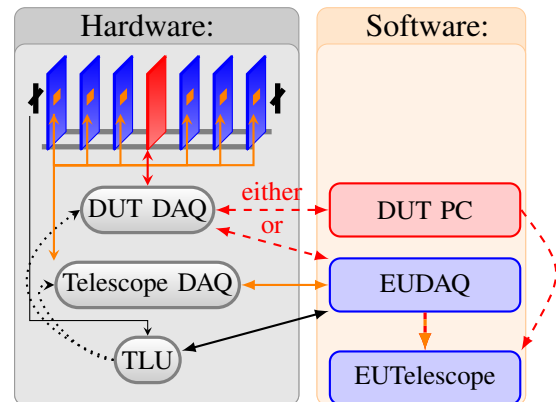 Hardware:
Software:
either
DUT DAQ
DUT PC
or
Telescope DAQ
EUDAQ
TLU
EUTelescope